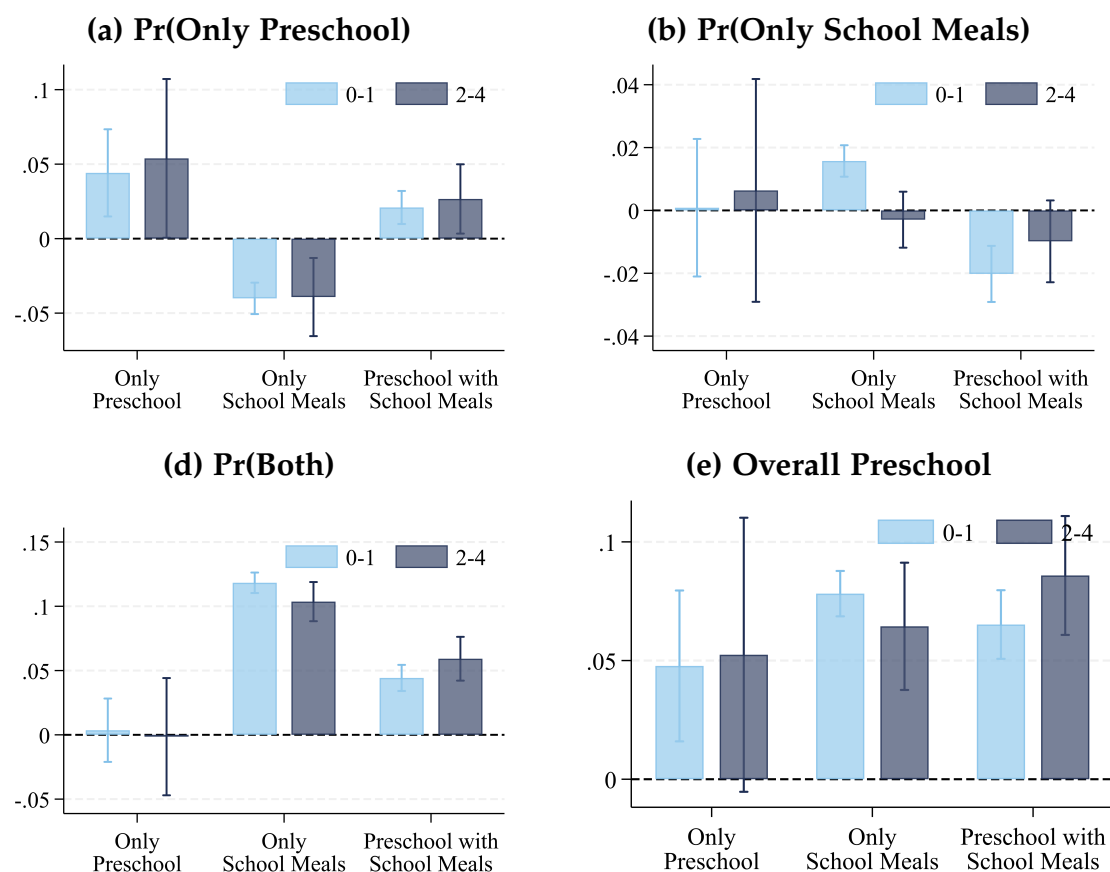 (a) Pr(Only Preschool)
.1
.05
0
-.05
0-1
2-4
Only
Preschool
Only
School Meals
Preschool with
School Meals
(b) Pr(Only School Meals)
.04
.02
0
-.02
-.04
0-1
2-4
Only
Preschool
Only
School Meals
Preschool with
School Meals
(d) Pr(Both)
.15
.1
.05
0
-.05
0-1
2-4
Only
Preschool
Only
School Meals
Preschool with
School Meals
(e) Overall Preschool
.1
.05
0
0-1
2-4
Only
Preschool
Only
School Meals
Preschool with
School Meals